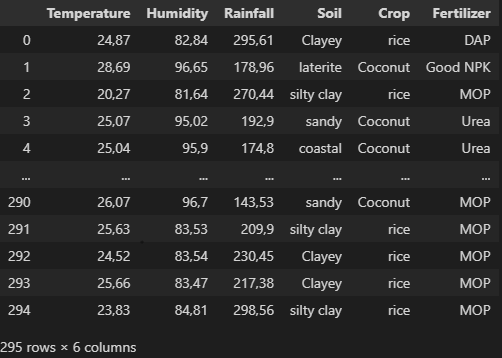 Temperature Humidity Rainfall Soil Crop Fertilizer
0 24,87 82,84 295,61 Clayey rice DAP
1 28,69 96,65 178,96 laterite Coconut Good NPK
2 20,27 81,64 270,44 silty clay rice MOP
3 25,07 95,02 192,9 sandy Coconut Urea
4 25,04 95,9 174,8 coastal Coconut Urea
... ... ... ... ... ... ...
290 26,07 96,7 143,53 sandy Coconut MOP
291 25,63 83,53 209,9 silty clay rice MOP
292 24,52 83,54 230,45 Clayey rice MOP
293 25,66 83,47 217,38 Clayey rice MOP
294 23,83 84,81 298,56 silty clay rice MOP
295 rows × 6 columns